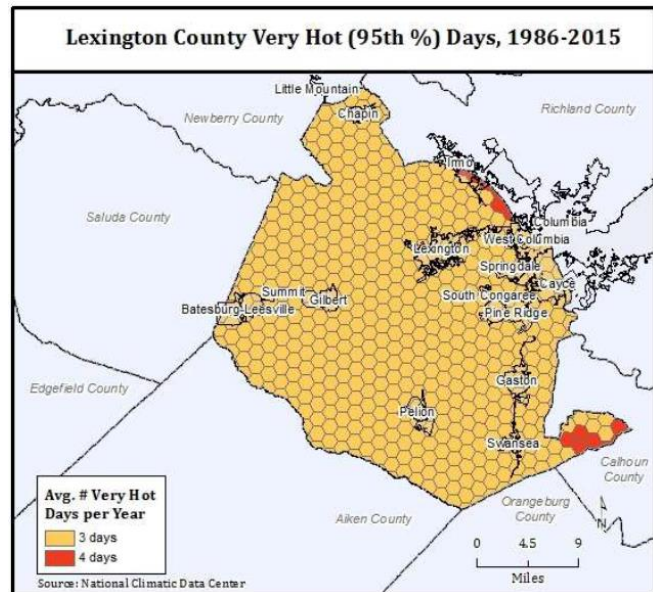 Lexington County Very Hot (95th %) Days, 1986-2015
Little Mountain
Newberry County
Richland County
Chapin
Irmo
Saluda County
Columbia
West Columbia
Lexington
Springdale
Cayce
Summit
South Congaree
Gilbert
Batesburg-Leesville
Pine Ridge
Edgefield County
Gaston
Pelion
Swansea
Calhoun
County
Avg. # Very Hot
Days per Year
3 days
4 days
Aiken County
Orangeburg
County
N
0 4.5 9
Miles
Source: National Climatic Data Center